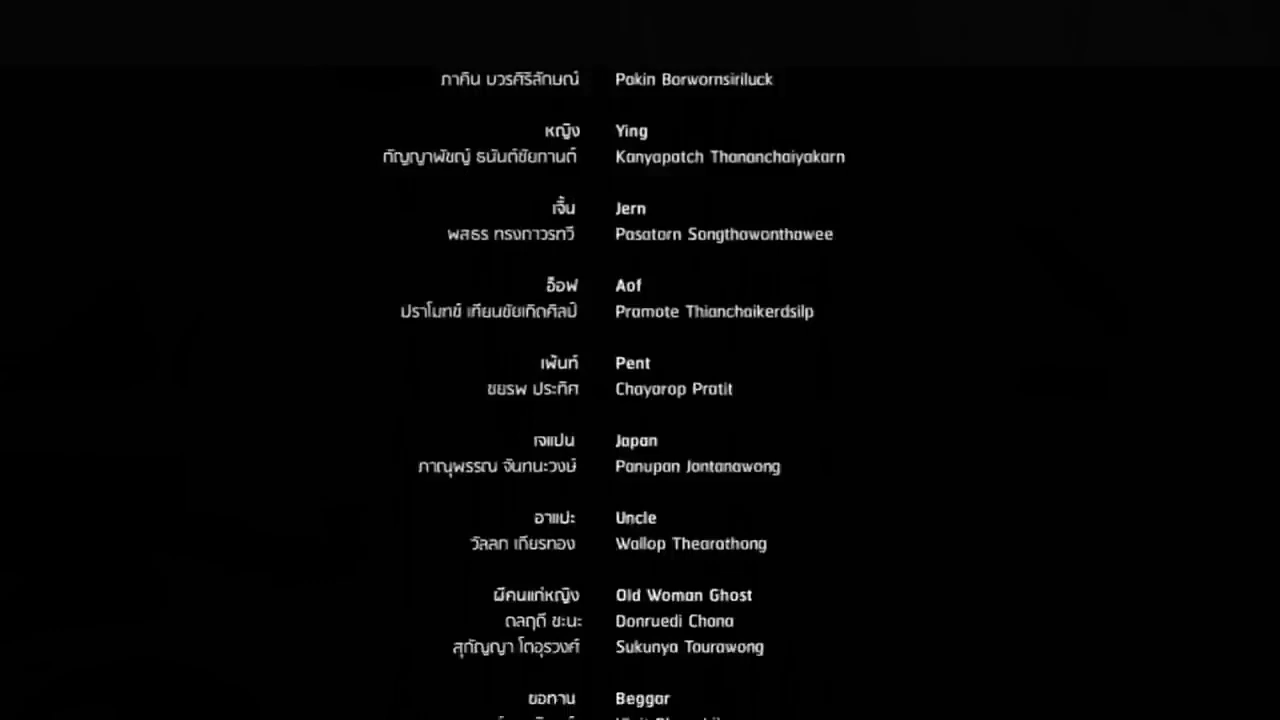 ภาคิน บวรศิริลักษณ์ Pakin Borwornsiriluck
หญิง Ying
กัญญาพัชญ์ ธนันต์ชัยกานต์ Kanyapatch Thananchaiyakarn
เจิ้น Jern
พสธร ทรงถาวรทวี Pasatorn Songthawonthawee
อ๊อฟ Aof
ปราโมทย์ เทียนชัยเกิดศิลป์ Pramote Thianchaikerdsilp
เพ้นท์ Pent
ชยรพ ประทิศ Chayarop Pratit
เจแปน Japan
ภาณุพรรณ จันทนะวงษ์ Panupan Jantanawong
อาแปะ Uncle
วัลลภ เกียรทอง Wallop Thearathong
ผีคนแก่หญิง Old Woman Ghost
ดลฤดี ชะนะ Donruedi Chana
สุกัญญา โตอุรวงศ์ Sukunya Tourawong
ขอทาน Beggar